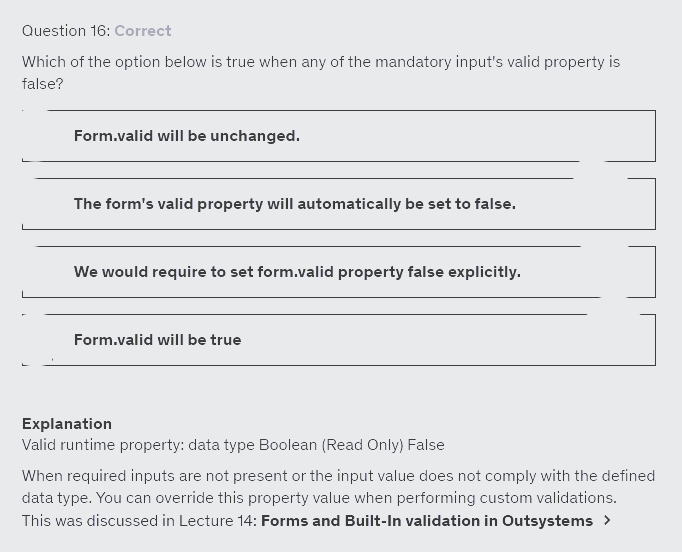 Question 16: Correct
Which of the option below is true when any of the mandatory input's valid property is
false?
Form.valid will be unchanged.
The form's valid property will automatically be set to false.
We would require to set form.valid property false explicitly.
Form.valid will be true
Explanation
Valid runtime property: data type Boolean (Read Only) False
When required inputs are not present or the input value does not comply with the defined
data type. You can override this property value when performing custom validations.
This was discussed in Lecture 14: Forms and Built-In validation in Outsystems >